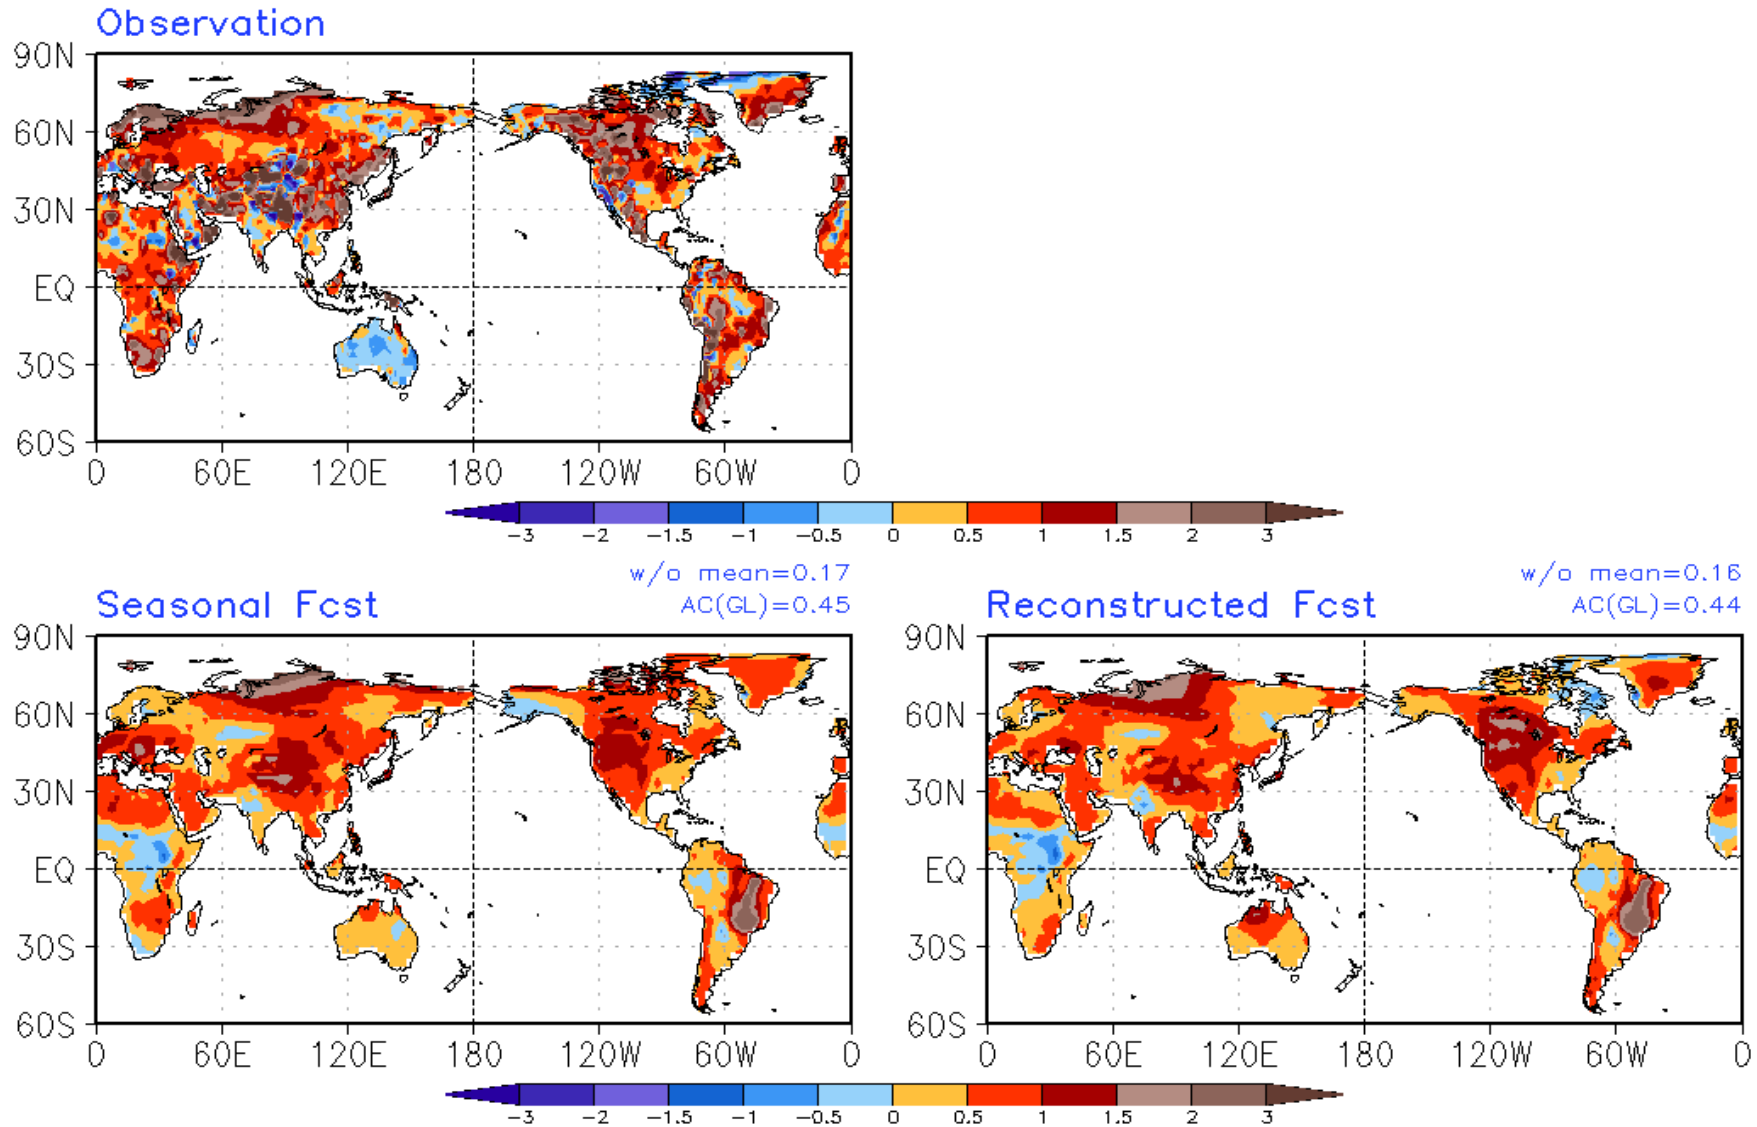 Observation
90N
60N
30N
EQ
30S
60S
0 60E 120E 180 120W 60W 0
-3 -2 -1.5 -1 -0.5 0 0.5 1 1.5 2 3
w/o mean=0.17
Seasonal Fcst AC(GL)=0.45
90N
60N
30N
EQ
30S
60S
0 60E 120E 180 120W 60W 0
w/o mean=0.16
Reconstructed Fcst AC(GL)=0.44
90N
60N
30N
EQ
30S
60S
0 60E 120E 180 120W 60W 0
-3 -2 -1.5 -1 -0.5 0 0.5 1 1.5 2 3